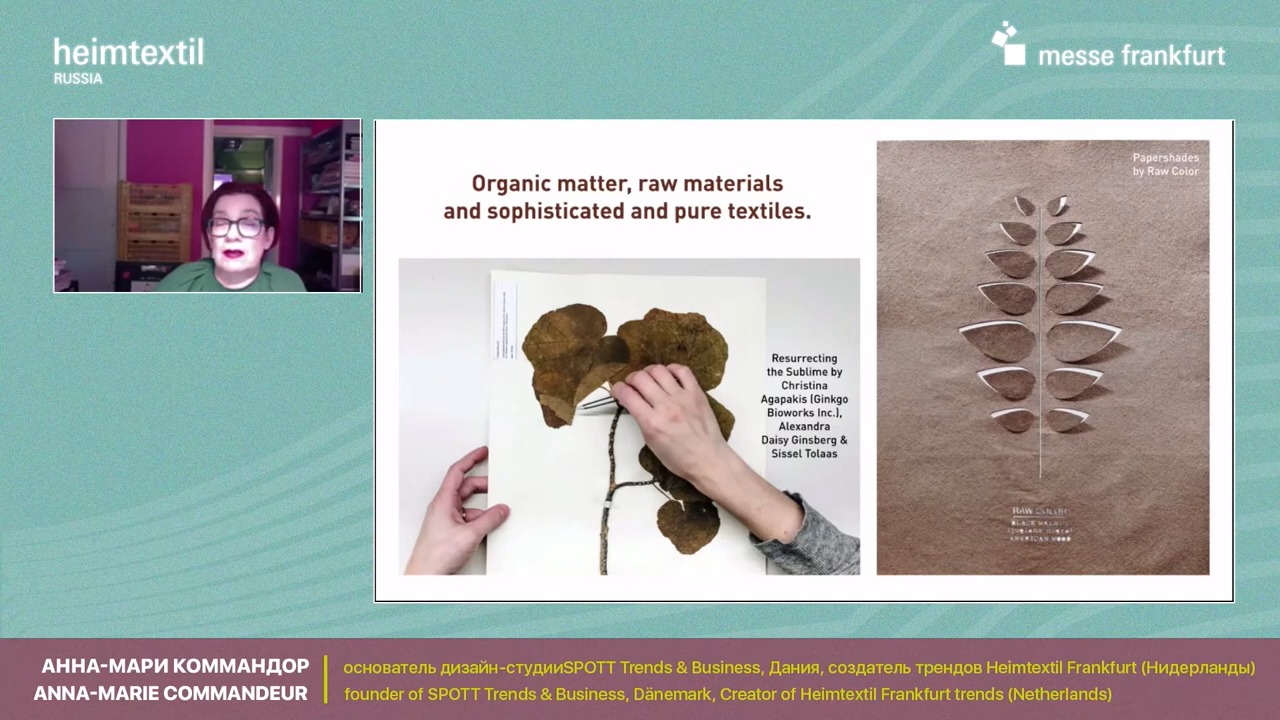 heimtextil
RUSSIA
messe frankfurt
Organic matter, raw materials
and sophisticated and pure textiles.
Resurrecting
the Sublime by
Christina
Agapakis (Ginkgo
Bioworks Inc.),
Alexandra
Daisy Ginsberg &
Sissel Tolaas
Papershades
by Raw Color
RAW COLOR
AMERICAN WOOD
АННА-МАРИ КОММАНДОР
ANNA-MARIE COMMANDEUR
основатель дизайн-студииSPOTT Trends & Business, Дания, создатель трендов Heimtextil Frankfurt (Нидерланды)
founder of SPOTT Trends & Business, Dänemark, Creator of Heimtextil Frankfurt trends (Netherlands)